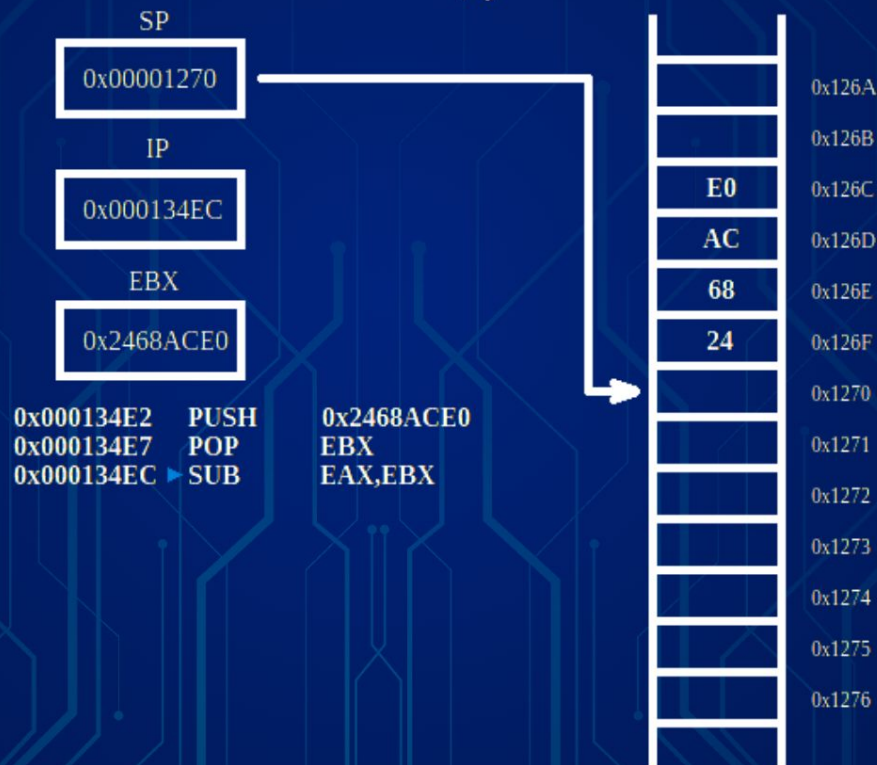 SP
0x00001270
IP
0x000134EC
EBX
0x2468ACE0
0x000134E2 PUSH 0x2468ACE0
0x000134E7 POP EBX
0x000134EC SUB EAX,EBX
0x126A
0x126B
E0 0x126C
AC 0x126D
68 0x126E
24 0x126F
0x1270
0x1271
0x1272
0x1273
0x1274
0x1275
0x1276